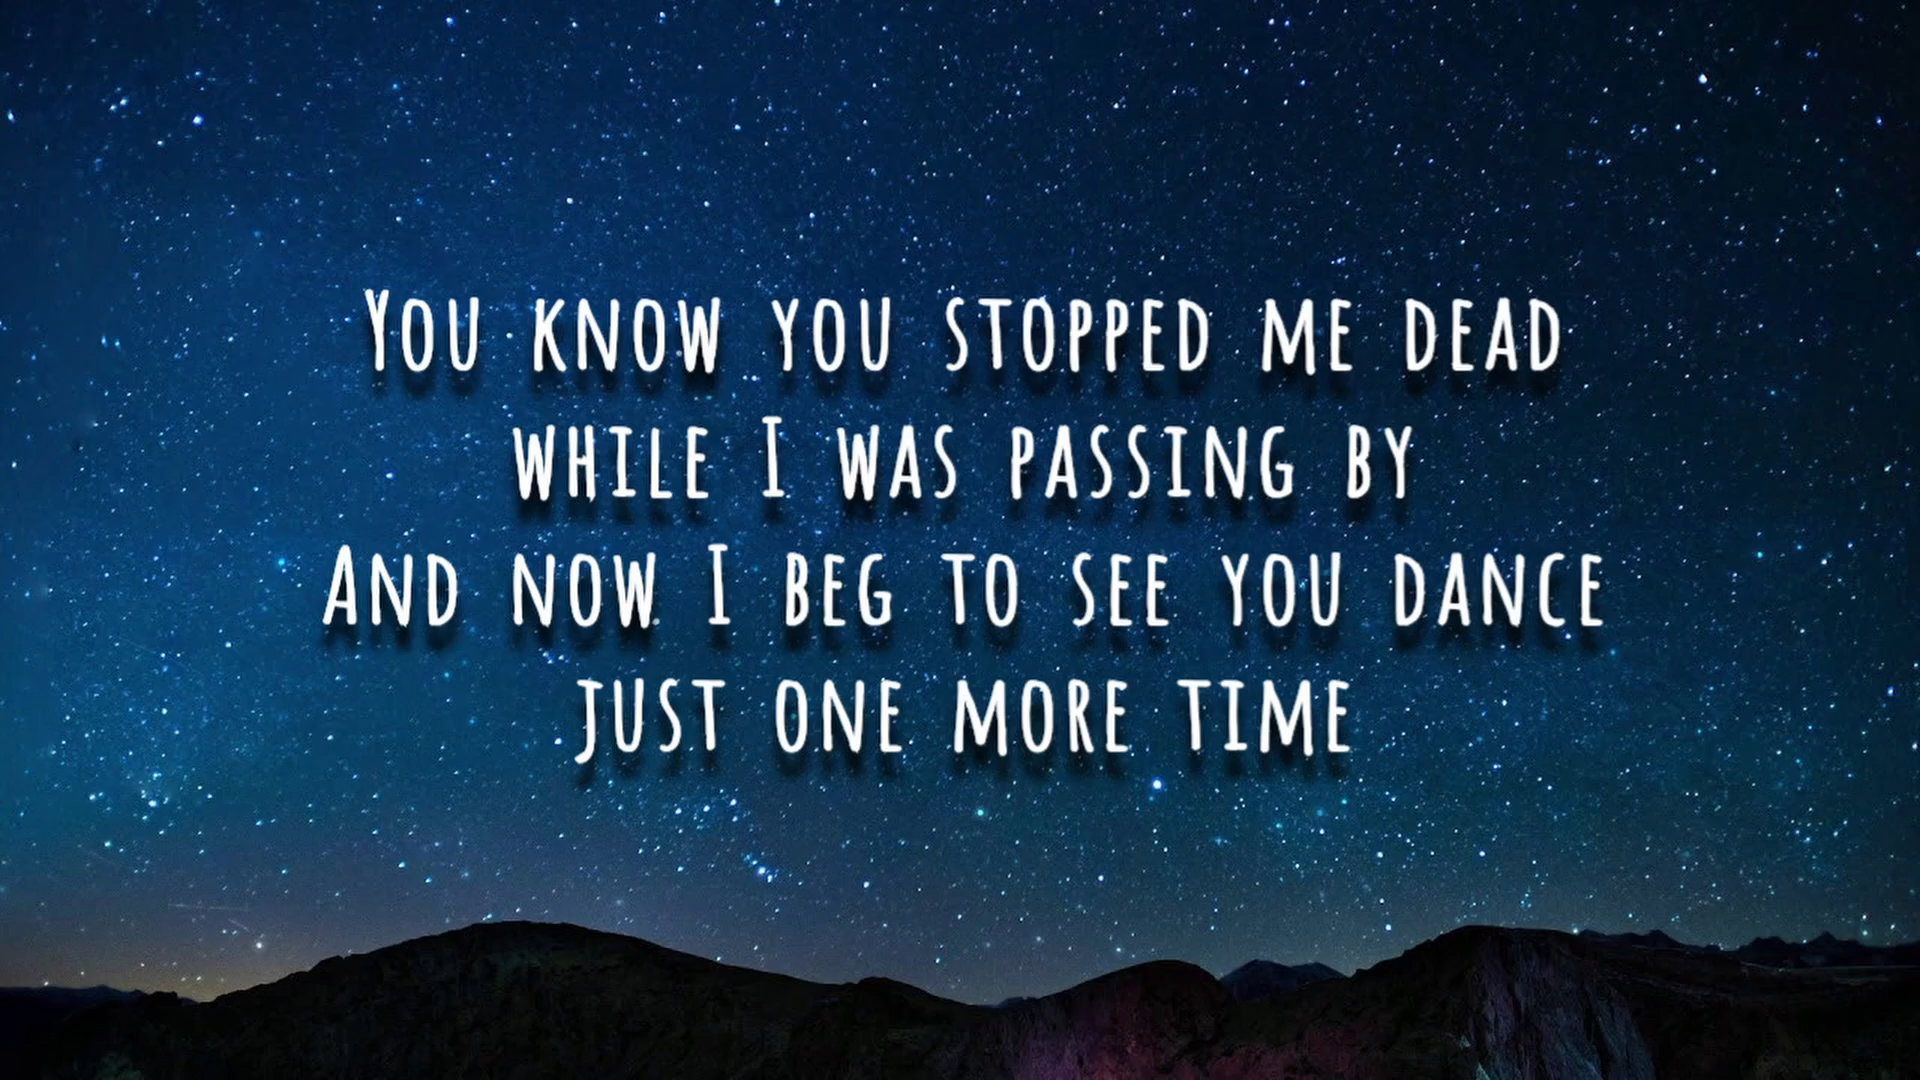 You know you stopped me dead
while I was passing by
And now I beg to see you dance
just one more time